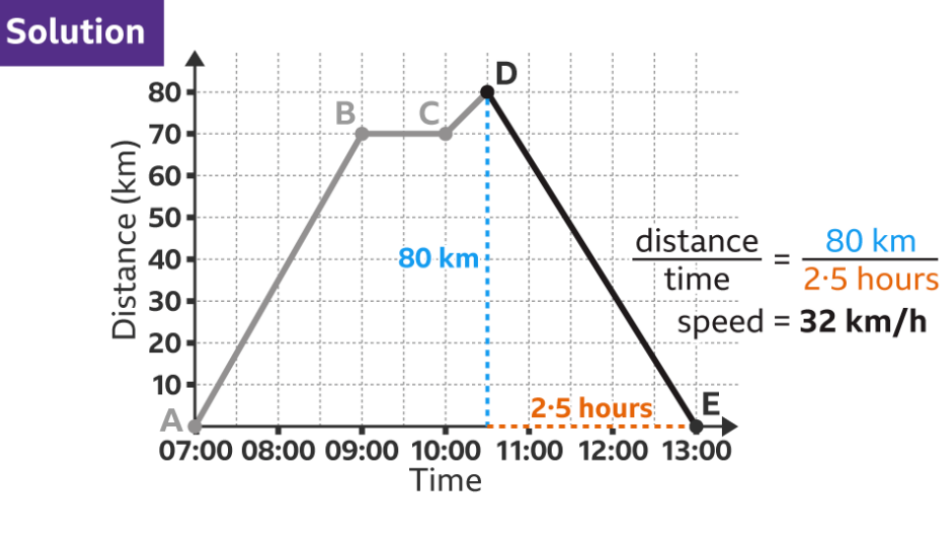 Solution
Distance (km)
80
70
60
50
40
30
20
10
A
B
C
D
E
80 km
2·5 hours
07:00 08:00 09:00 10:00 11:00 12:00 13:00
Time
distance
time
=
80 km
2·5 hours
speed = 32 km/h